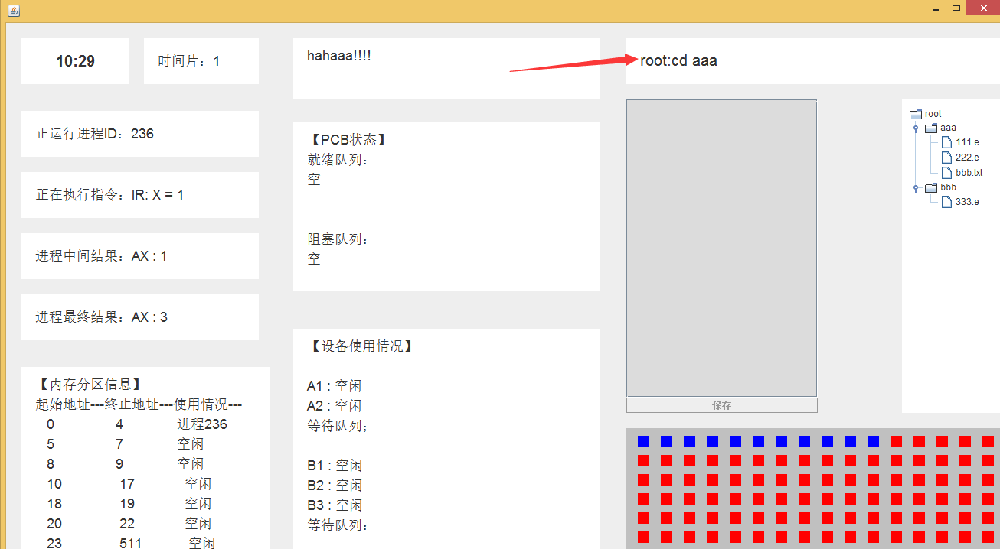 10:29
时间片：1
正运行进程ID：236
正在执行指令：IR: X = 1
进程中间结果：AX : 1
进程最终结果：AX : 3
【内存分区信息】
起始地址---终止地址---使用情况---
0 4 进程236
5 7 空闲
8 9 空闲
10 17 空闲
18 19 空闲
20 22 空闲
23 511 空闲
hahaaa!!!!
【PCB状态】
就绪队列：
空
阻塞队列：
空
【设备使用情况】
A1 : 空闲
A2 : 空闲
等待队列；
B1 : 空闲
B2 : 空闲
B3 : 空闲
等待队列：
root:cd aaa
保存
root
aaa
111.e
222.e
bbb.txt
bbb
333.e